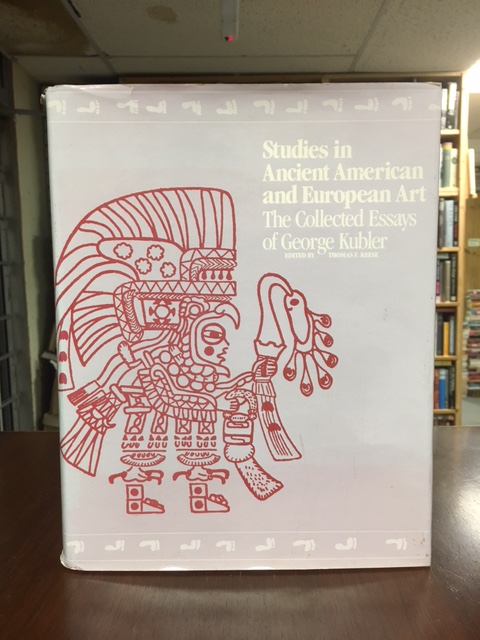 Studies in
Ancient American
and European Art
The Collected Essays
of George Kubler
EDITED BY THOMAS F. REESE